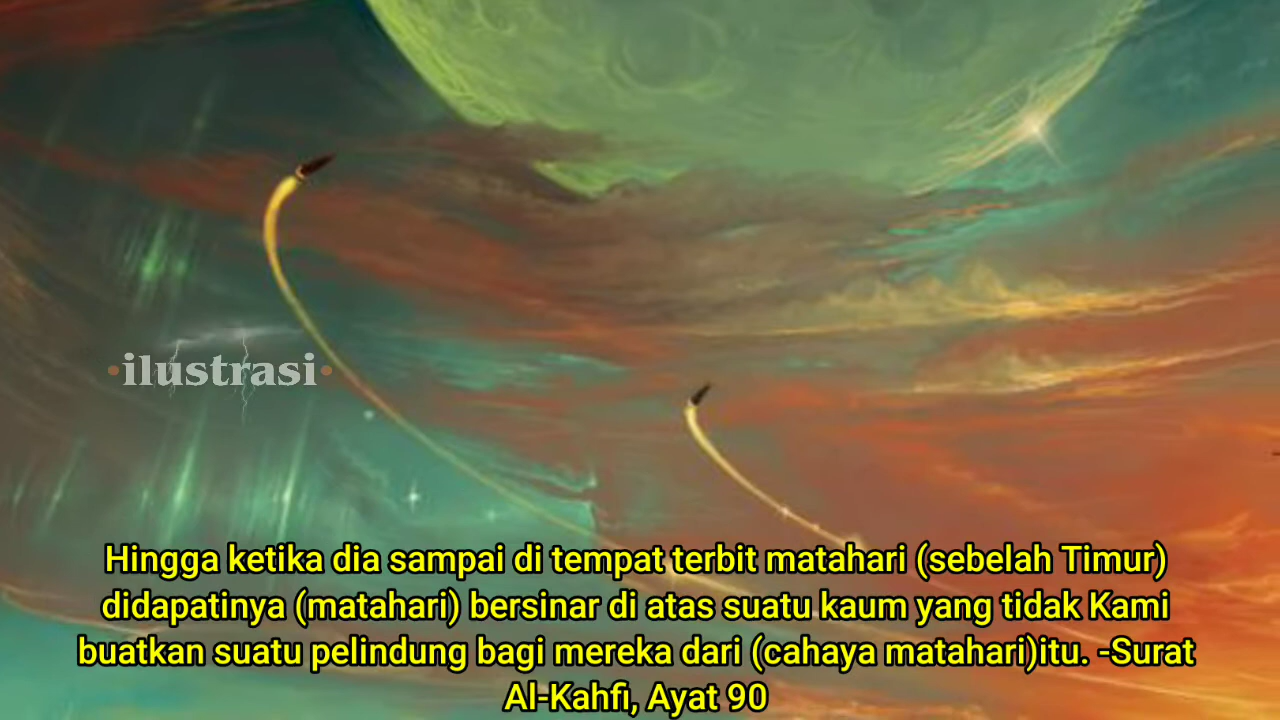 •ilustrasi•
Hingga ketika dia sampai di tempat terbit matahari (sebelah Timur)
didapatinya (matahari) bersinar di atas suatu kaum yang tidak Kami
buatkan suatu pelindung bagi mereka dari (cahaya matahari)itu. -Surat
Al-Kahfi, Ayat 90